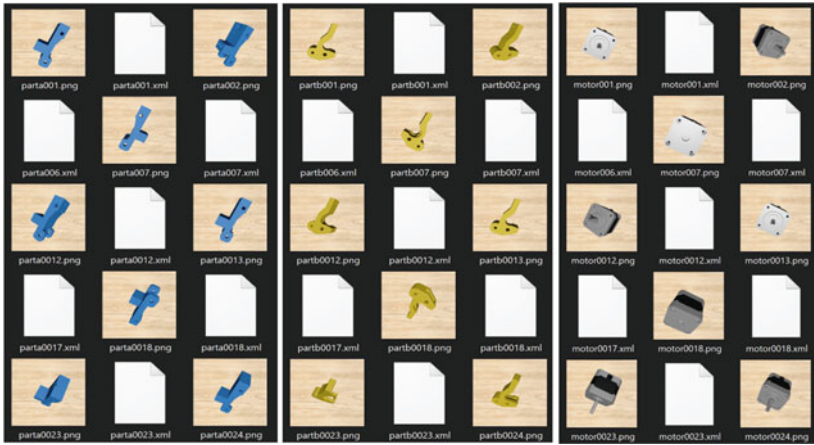 parta001.png parta001.xml parta002.png
parta006.xml parta007.png parta007.xml
parta0012.png parta0012.xml parta0013.png
parta0017.xml parta0018.png parta0018.xml
parta0023.png parta0023.xml parta0024.png
partb001.png partb001.xml partb002.png
partb006.xml partb007.png partb007.xml
partb0012.png partb0012.xml partb0013.png
partb0017.xml partb0018.png partb0018.xml
partb0023.png partb0023.xml partb0024.png
motor001.png motor001.xml motor002.png
motor006.xml motor007.png motor007.xml
motor0012.png motor0012.xml motor0013.png
motor0017.xml motor0018.png motor0018.xml
motor0023.png motor0023.xml motor0024.png